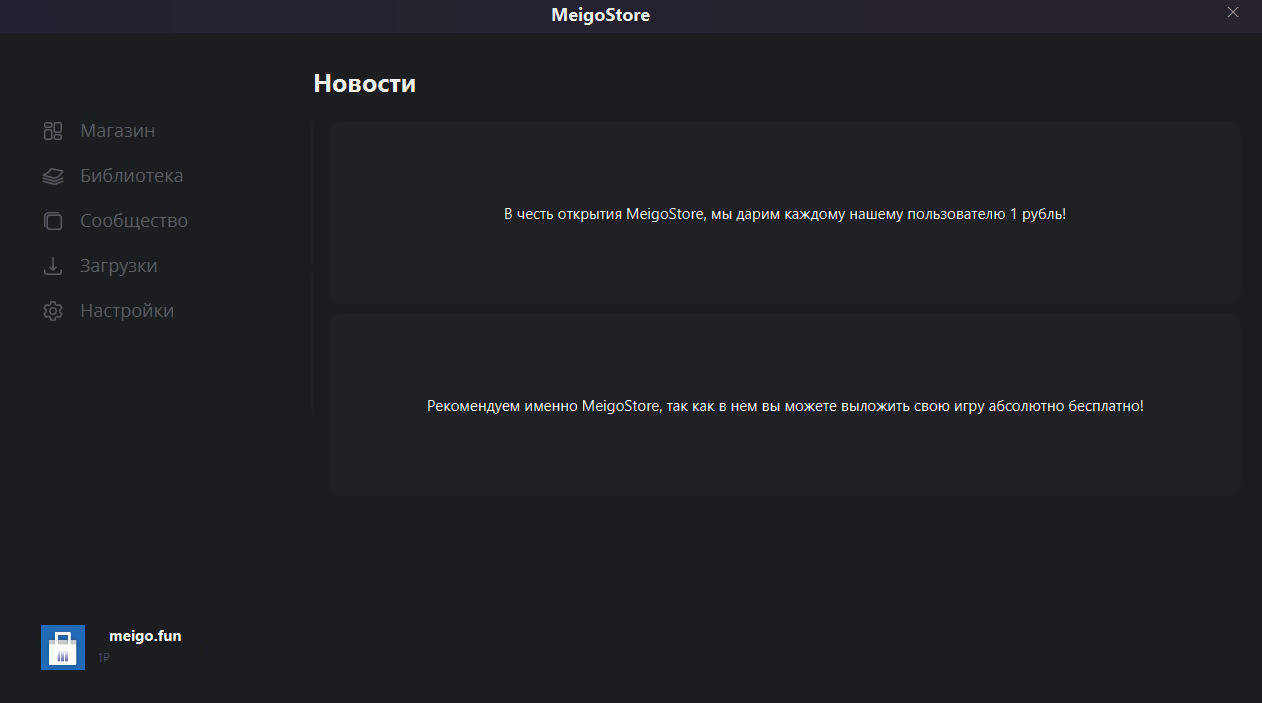 MeigoStore
Новости
Магазин
Библиотека
Сообщество
Загрузки
Настройки
В честь открытия MeigoStore, мы дарим каждому нашему пользователю 1 рубль!
Рекомендуем именно MeigoStore, так как в нем вы можете выложить свою игру абсолютно бесплатно!
meigo.fun
1₽